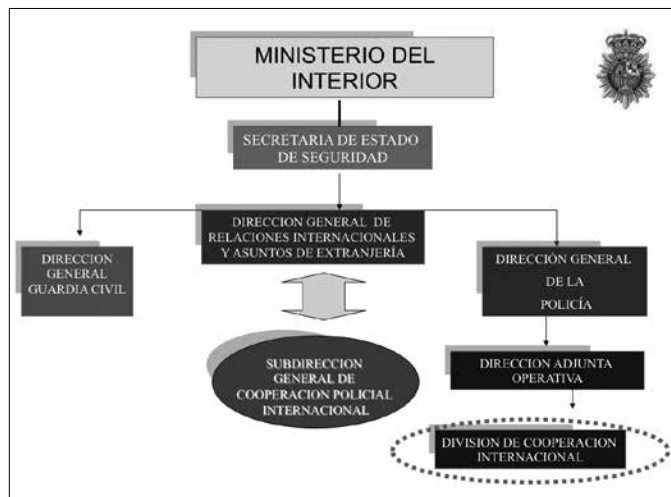 MINISTERIO DEL
INTERIOR
SECRETARIA DE ESTADO
DE SEGURIDAD
DIRECCION
GENERAL
GUARDIA CIVIL
DIRECCION GENERAL DE
RELACIONES INTERNACIONALES
Y ASUNTOS DE EXTRANJERÍA
DIRECCIÓN GENERAL
DE LA
POLICÍA
SUBDIRECCION
GENERAL DE
COOPERACION POLICIAL
INTERNACIONAL
DIRECCION ADJUNTA
OPERATIVA
DIVISION DE COOPERACION
INTERNACIONAL